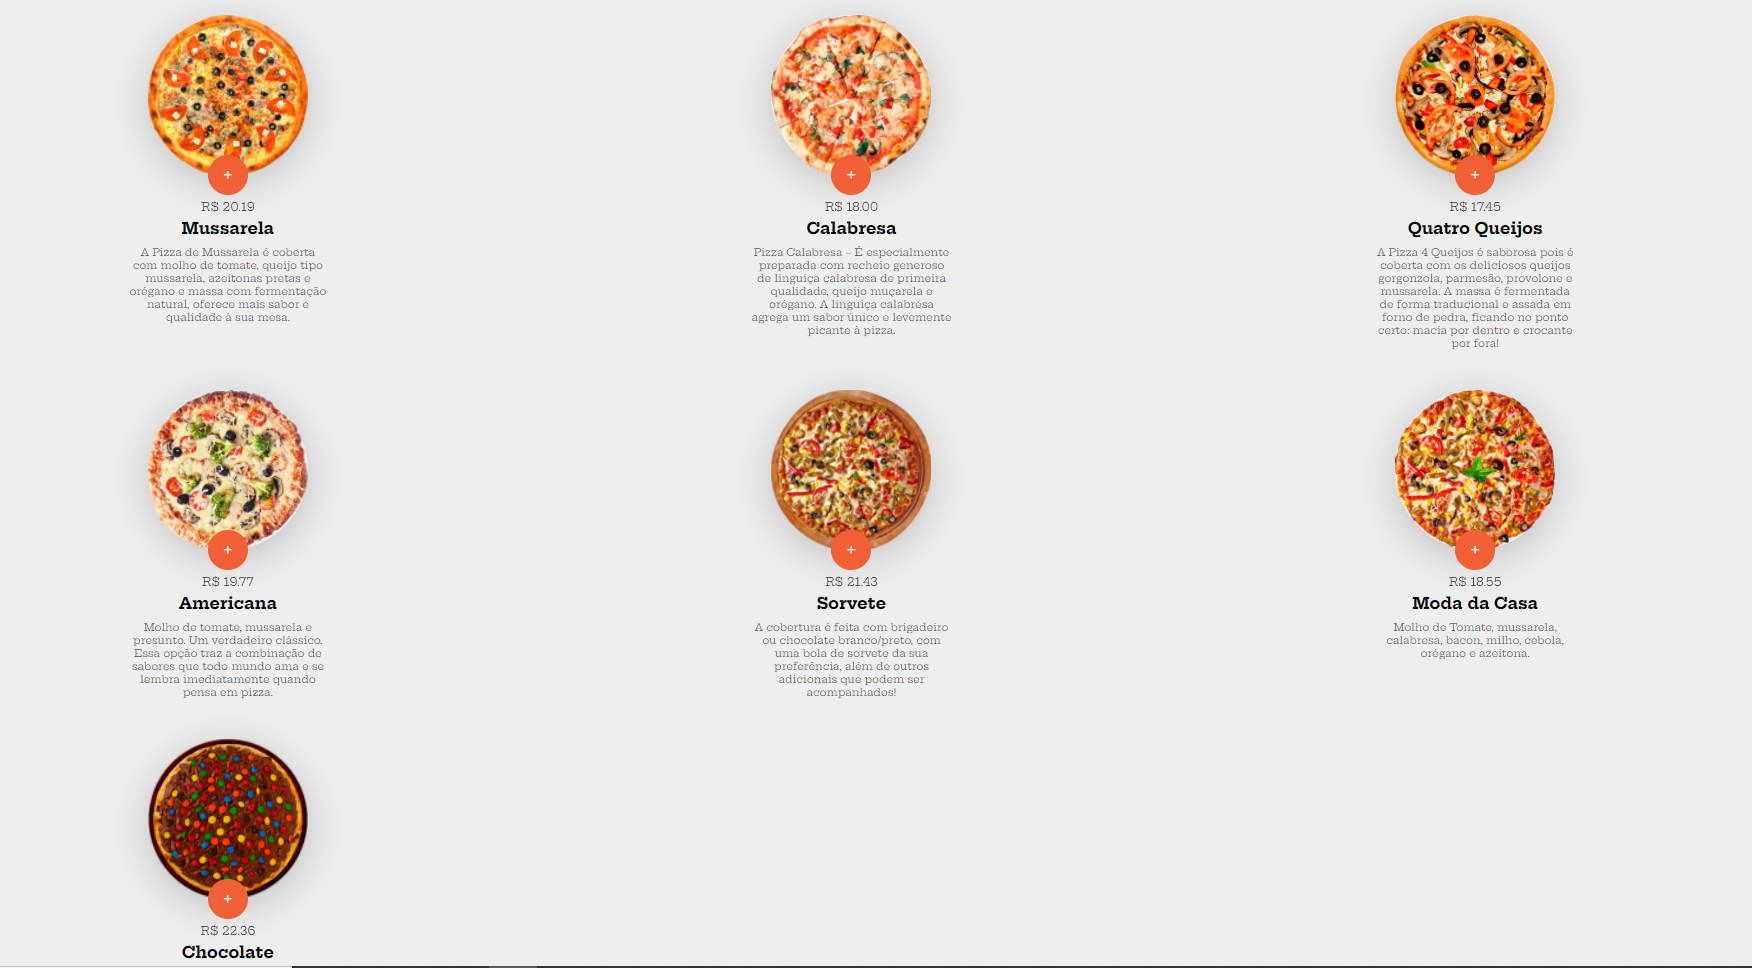 +
R$ 20.19
Mussarela
A Pizza de Mussarela é coberta
com molho de tomate, queijo tipo
mussarela, azeitonas pretas e
orégano e massa com fermentação
natural, oferece mais sabor e
qualidade à sua mesa.
+
R$ 18.00
Calabresa
Pizza Calabresa – É especialmente
preparada com recheio generoso
de linguiça calabresa de primeira
qualidade, queijo muçarela e
orégano. A linguiça calabresa
agrega um sabor único e levemente
picante à pizza.
+
R$ 17.45
Quatro Queijos
A Pizza 4 Queijos é saborosa pois é
coberta com os deliciosos queijos
gorgonzola, parmesão, provolone e
mussarela. A massa é fermentada
de forma traducional e assada em
forno de pedra, ficando no ponto
certo: macia por dentro e crocante
por fora!
+
R$ 19.77
Americana
Molho de tomate, mussarela e
presunto. Um verdadeiro clássico.
Essa opção traz a combinação de
sabores que todo mundo ama e se
lembra imediatamente quando
pensa em pizza.
+
R$ 21.43
Sorvete
A cobertura é feita com brigadeiro
ou chocolate branco/preto, com
uma bola de sorvete da sua
preferência, além de outros
adicionais que podem ser
acompanhados!
+
R$ 18.55
Moda da Casa
Molho de Tomate, mussarela,
calabresa, bacon, milho, cebola,
orégano e azeitona.
+
R$ 22.36
Chocolate